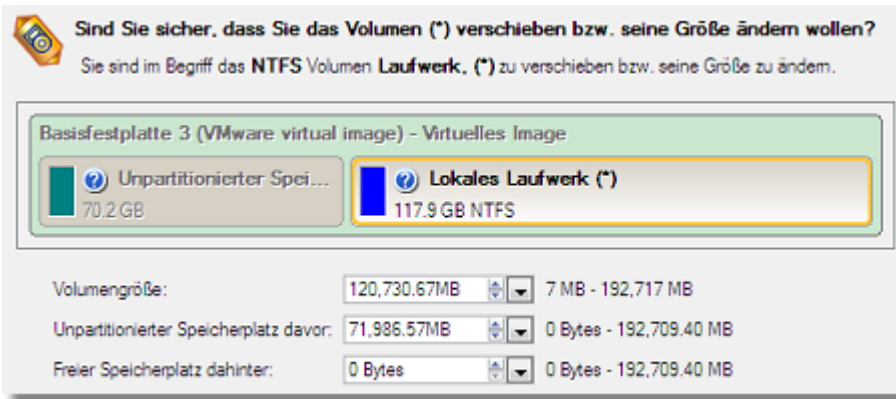 Sind Sie sicher, dass Sie das Volumen (*) verschieben bzw. seine Größe ändern wollen?
Sie sind im Begriff das NTFS Volumen Laufwerk, (*) zu verschieben bzw. seine Größe zu ändern.
Basisfestplatte 3 (VMware virtual image) - Virtuelles Image
Unpartitionierter Spei...
70.2 GB
Lokales Laufwerk (*)
117.9 GB NTFS
Volumengröße: 120,730.67MB 7 MB - 192,717 MB
Unpartitionierter Speicherplatz davor: 71,986.57MB 0 Bytes - 192,709.40 MB
Freier Speicherplatz dahinter: 0 Bytes 0 Bytes - 192,709.40 MB